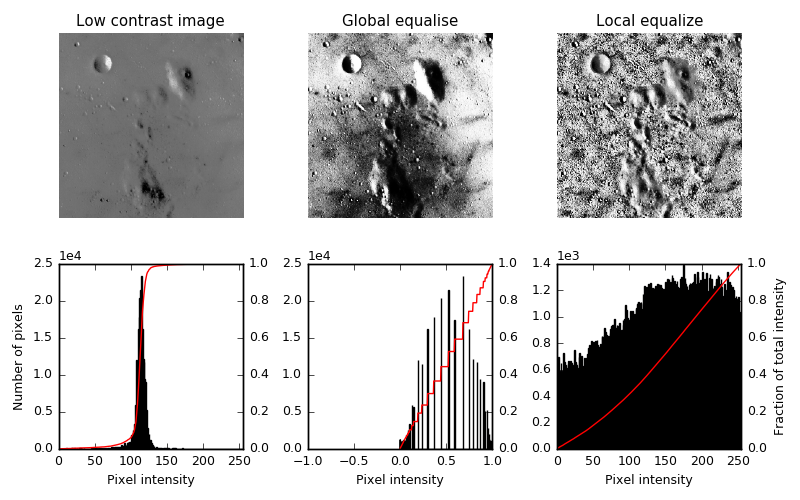 Low contrast image
Global equalise
Local equalize
1e4
1e4
1e3
2.5
2.0
1.5
1.0
0.5
0.0
Number of pixels
1.0
0.8
0.6
0.4
0.2
0.0
0 50 100 150 200 250
Pixel intensity
2.5
2.0
1.5
1.0
0.5
0.0
1.0
0.8
0.6
0.4
0.2
0.0
−1.0 −0.5 0.0 0.5 1.0
Pixel intensity
1.4
1.2
1.0
0.8
0.6
0.4
0.2
0.0
1.0
0.8
0.6
0.4
0.2
0.0
Fraction of total intensity
0 50 100 150 200 250
Pixel intensity